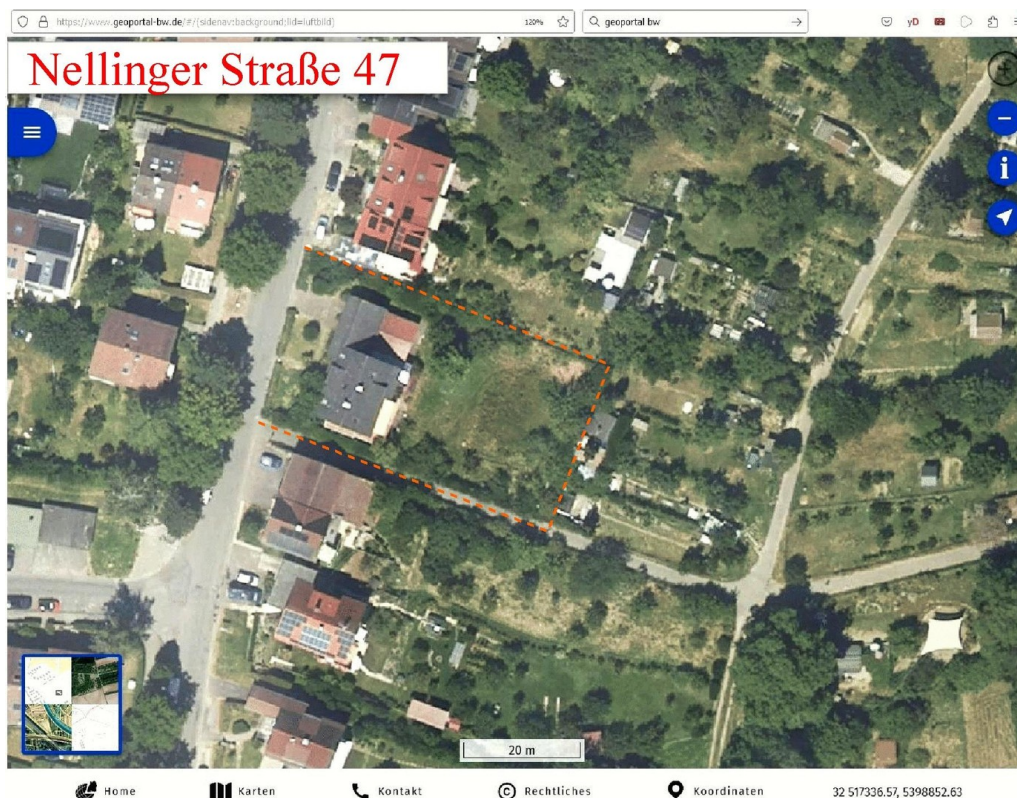 https://www.geoportal-bw.de/#/(sidenav:background;lid=luftbild)
120%
geoportal bw
yD
Nellinger Straße 47
i
20 m
Home
Karten
Kontakt
© Rechtliches
Koordinaten
32 517336.57, 5398852.63